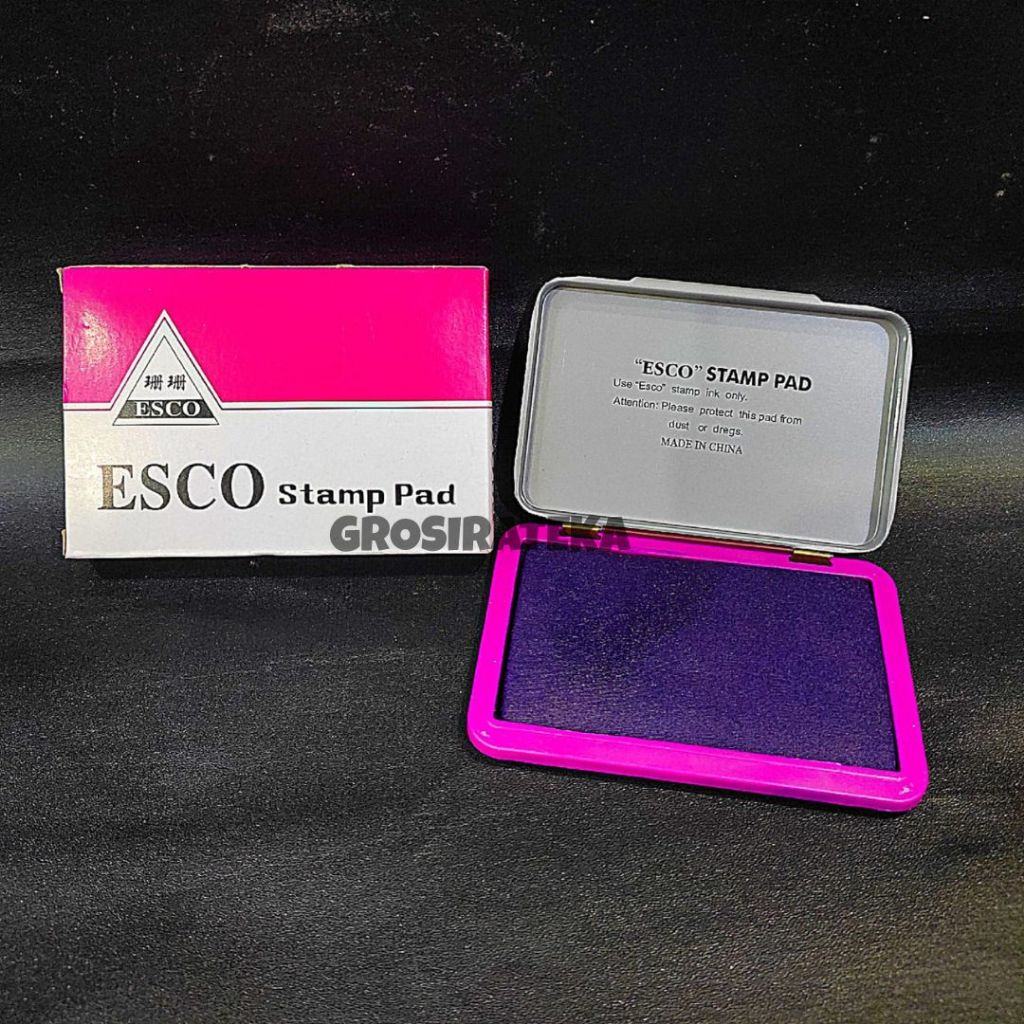 珊珊
ESCO
ESCO Stamp Pad
GROSIRATEKA
"ESCO" STAMP PAD
Use "Esco" stamp ink only.
Attention: Please protect this pad from
dust or dregs.
MADE IN CHINA